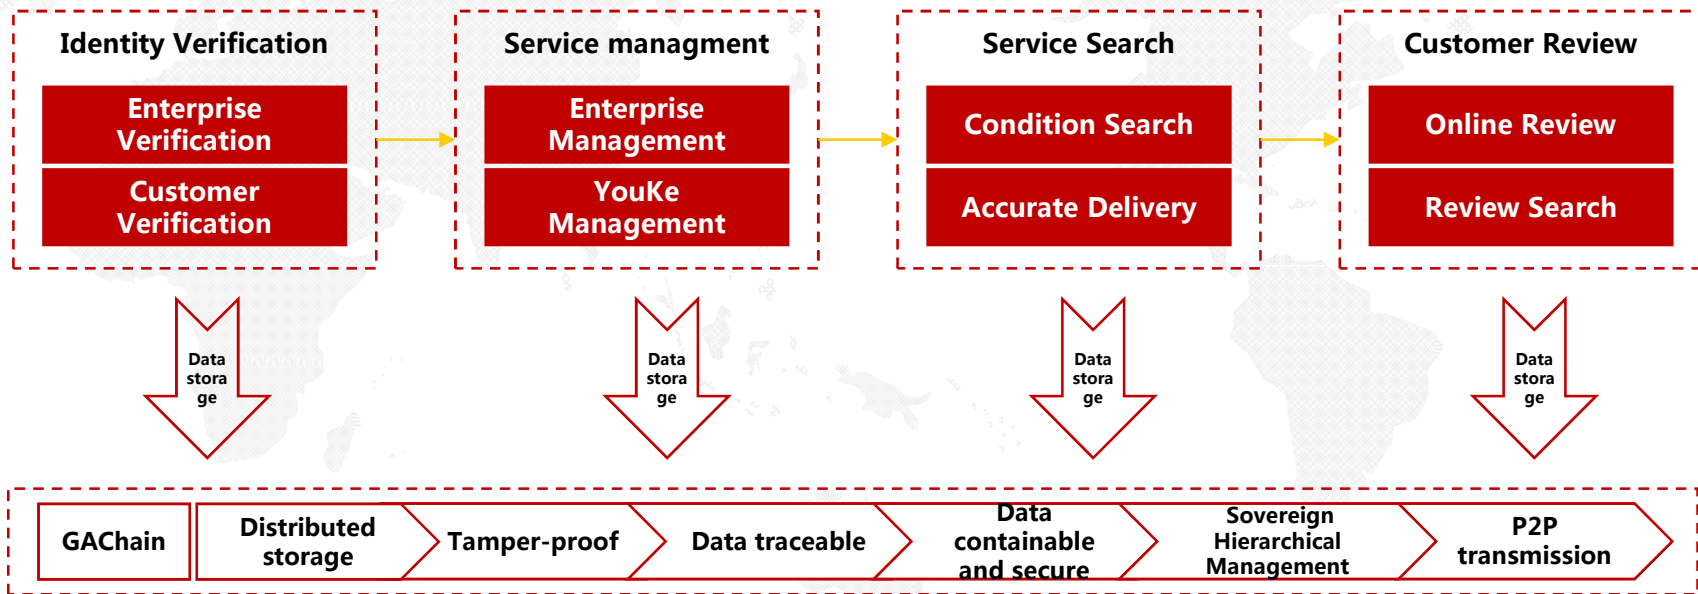 Identity Verification
Enterprise
Verification
Customer
Verification
Service managment
Enterprise
Management
YouKe
Management
Service Search
Condition Search
Accurate Delivery
Customer Review
Online Review
Review Search
Data
stora
ge
Data
stora
ge
Data
stora
ge
Data
stora
ge
GAChain
Distributed
storage
Tamper-proof
Data traceable
Data
containable
and secure
Sovereign
Hierarchical
Management
P2P
transmission